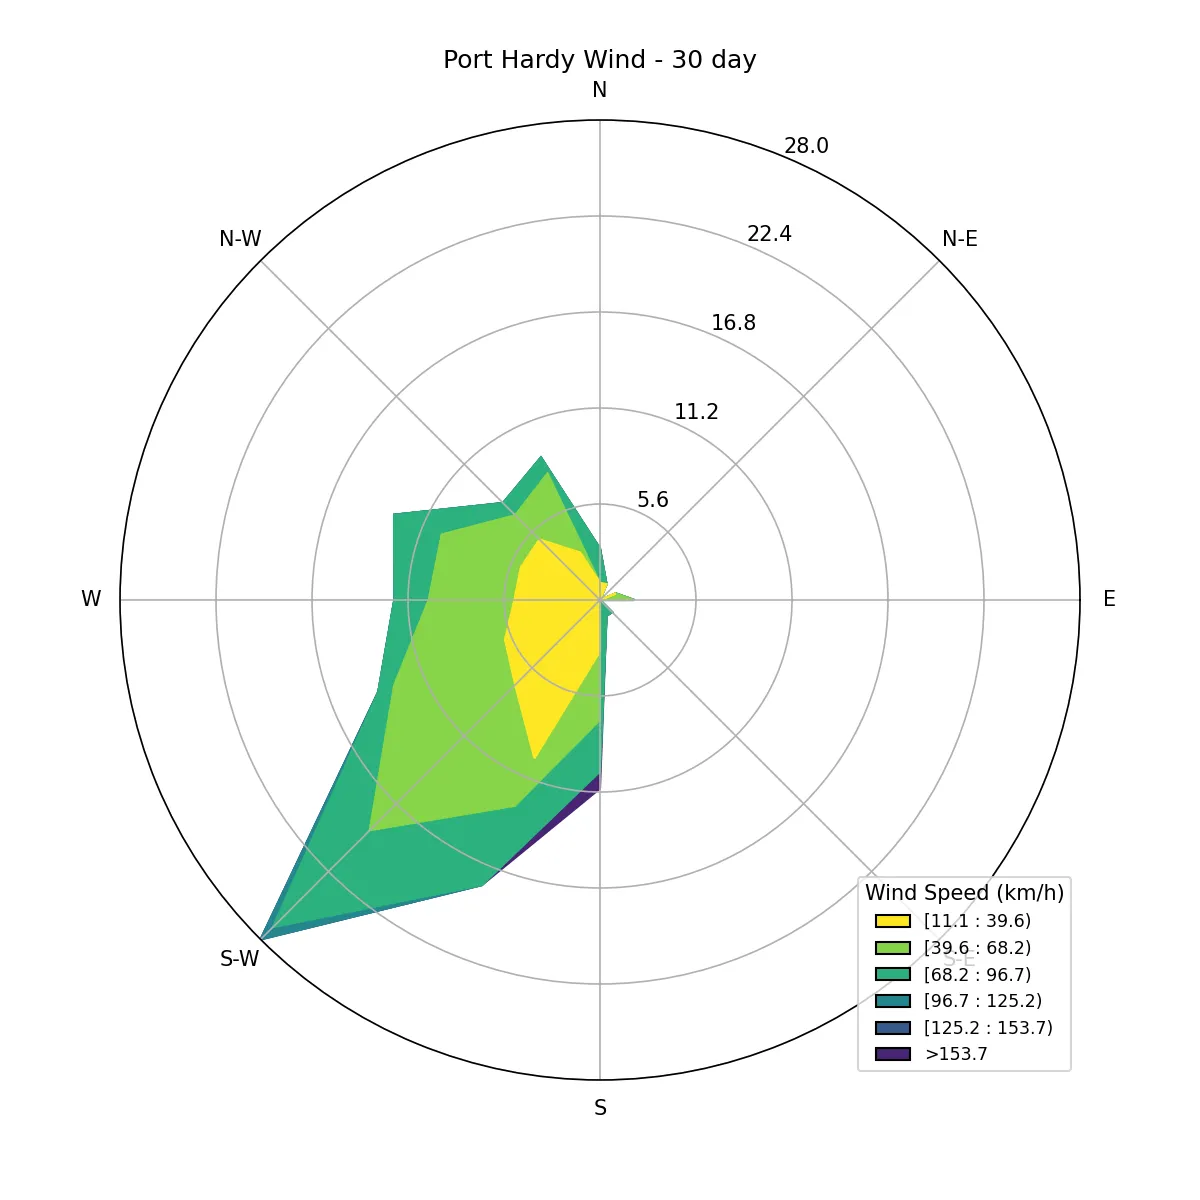 Port Hardy Wind - 30 day
N
28.0
N-W
22.4
N-E
16.8
11.2
5.6
W
E
Wind Speed (km/h)
[11.1 : 39.6)
[39.6 : 68.2)
S-W
S-E
[68.2 : 96.7)
[96.7 : 125.2)
[125.2 : 153.7)
>153.7
S